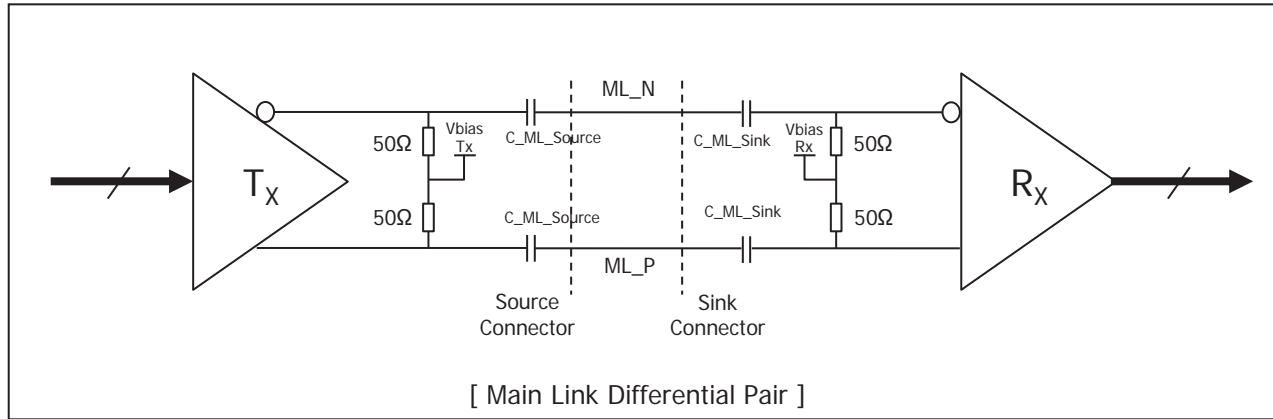 ML_N
Vbias
Tx
C_ML_Source
C_ML_Sink
Vbias
Rx
50Ω
50Ω
TX
RX
50Ω
50Ω
C_ML_Source
C_ML_Sink
ML_P
Source
Connector
Sink
Connector
[ Main Link Differential Pair ]